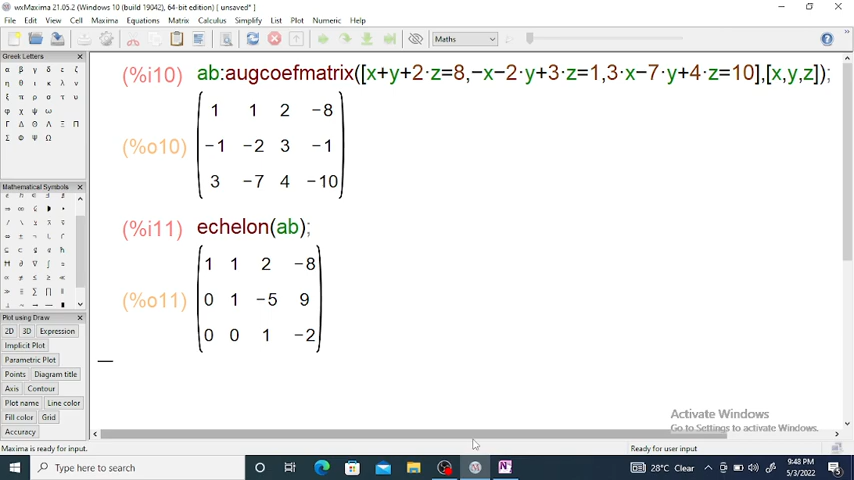 wxMaxima 21.05.2 (Windows 10 (build 19042), 64-bit edition) [ unsaved* ]
File Edit View Cell Maxima Equations Matrix Calculus Simplify List Plot Numeric Help
Maths
Greek Letters
α β γ δ ε ζ
η θ ι κ λ ν
ξ π ρ σ τ υ
φ χ ψ ω
Γ Δ Θ Λ Ξ Π
Σ Φ Ψ Ω
Mathematical Symbols
Plot using Draw
2D 3D Expression
Implicit Plot
Parametric Plot
Points Diagram title
Axis Contour
Plot name Line color
Fill color Grid
Accuracy
(%i10) ab:augcoefmatrix([x+y+2·z=8,−x−2·y+3·z=1,3·x−7·y+4·z=10],[x,y,z]);
1 1 2 −8
(%o10) −1 −2 3 −1
3 −7 4 −10
(%i11) echelon(ab);
1 1 2 −8
(%o11) 0 1 −5 9
0 0 1 −2
Activate Windows
Go to Settings to activate Windows.
Maxima is ready for input. Ready for user input
Type here to search
28°C Clear
9:48 PM
5/3/2022